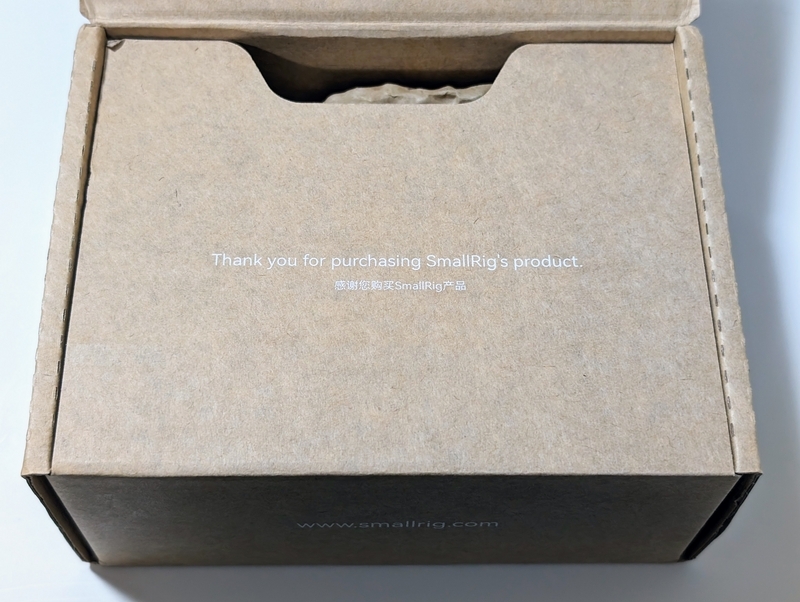 Thank you for purchasing SmallRig's product.
感谢您购买SmallRig产品
www.smallrig.com